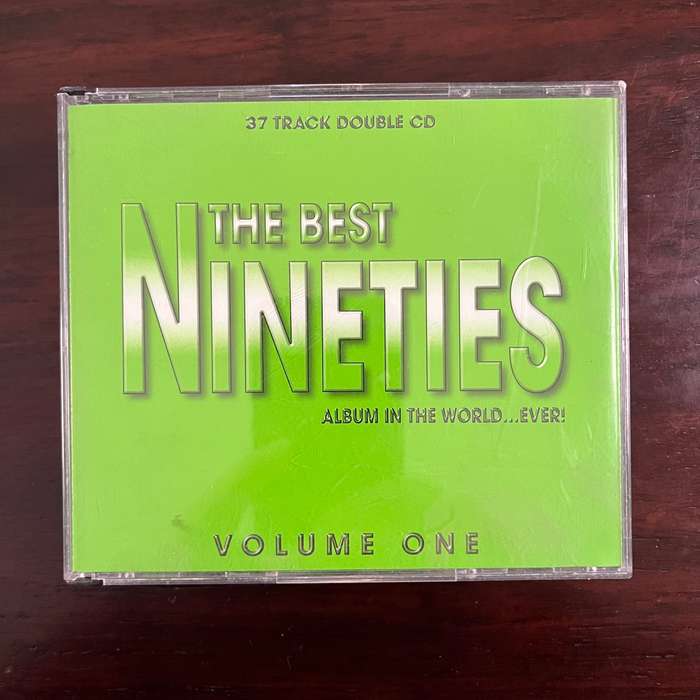 37 TRACK DOUBLE CD
THE BEST
NINETIES
ALBUM IN THE WORLD...EVER!
VOLUME ONE